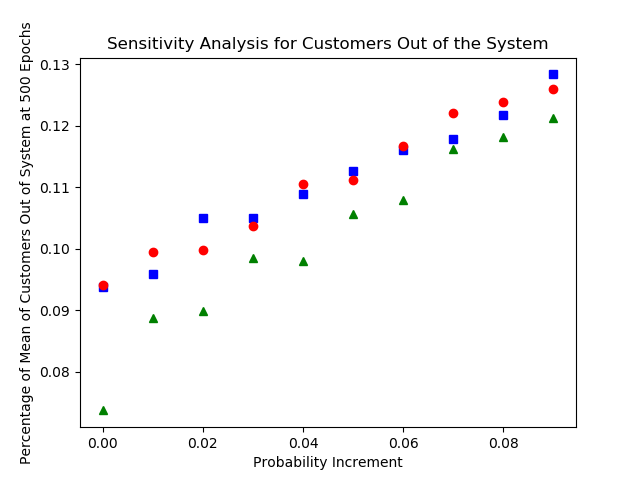 Sensitivity Analysis for Customers Out of the System
Percentage of Mean of Customers Out of System at 500 Epochs
0.13
0.12
0.11
0.10
0.09
0.08
0.00 0.02 0.04 0.06 0.08
Probability Increment